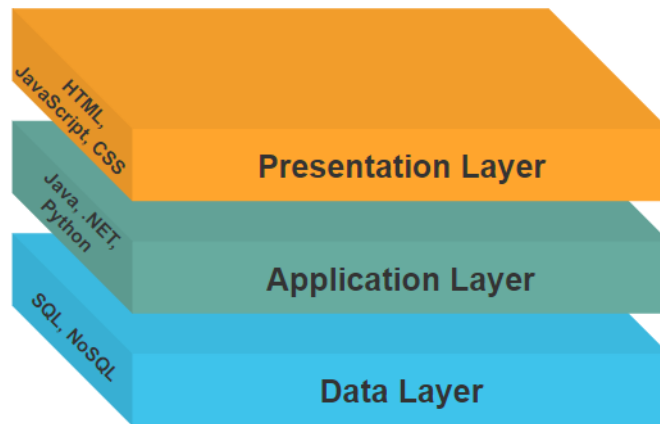 HTML,
JavaScript, CSS
Presentation Layer
Java, .NET,
Python
Application Layer
SQL, NoSQL
Data Layer